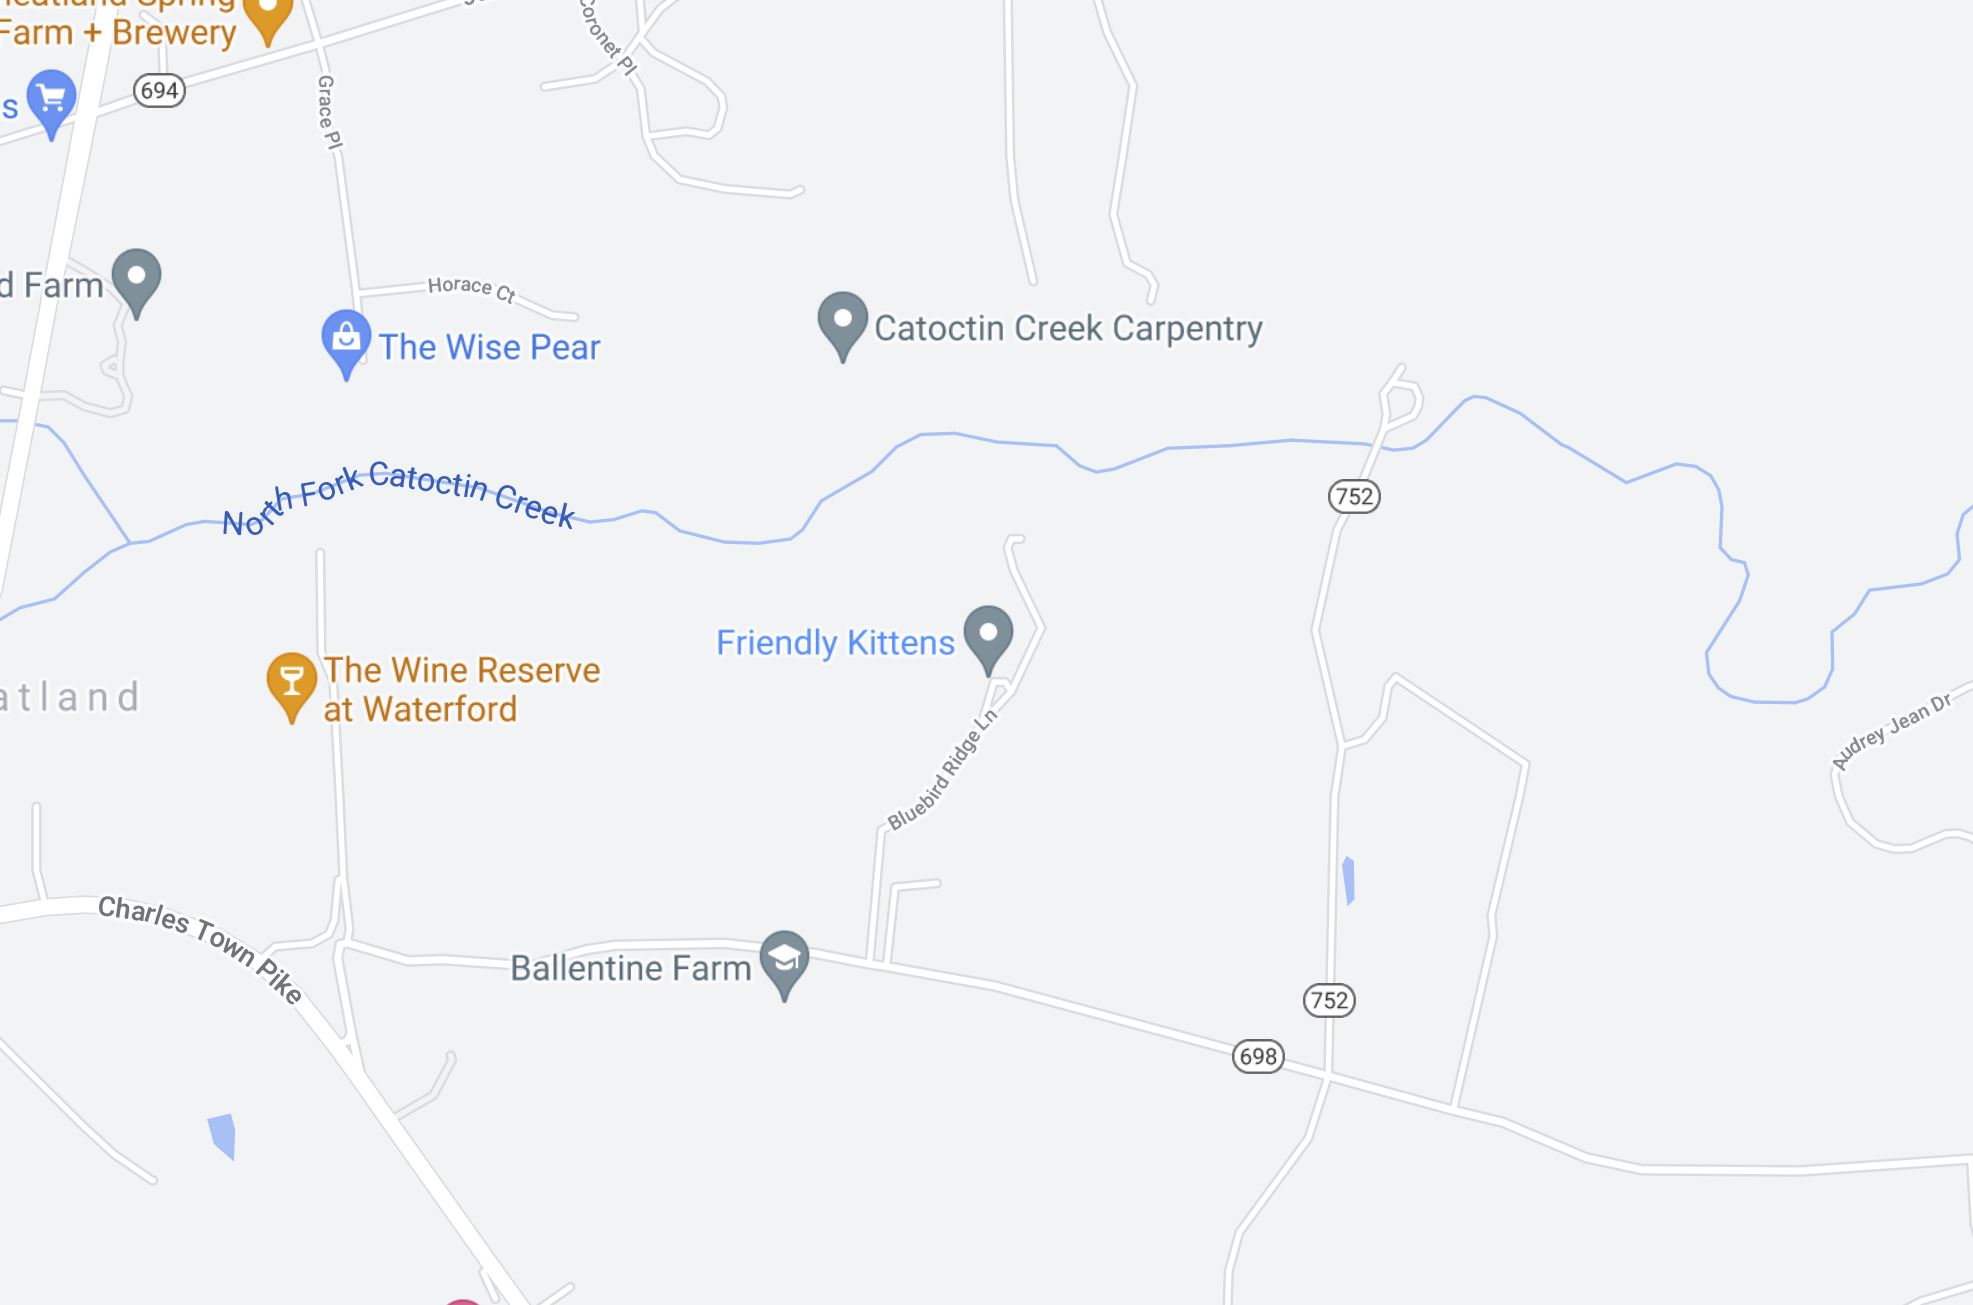 Farm + Brewery
694
Coronet Pl
Grace Pl
s
d Farm
Horace Ct
The Wise Pear
Catoctin Creek Carpentry
North Fork Catoctin Creek
752
Friendly Kittens
The Wine Reserve
at Waterford
atland
Bluebird Ridge Ln
Audrey Jean Dr
Charles Town Pike
Ballentine Farm
752
698